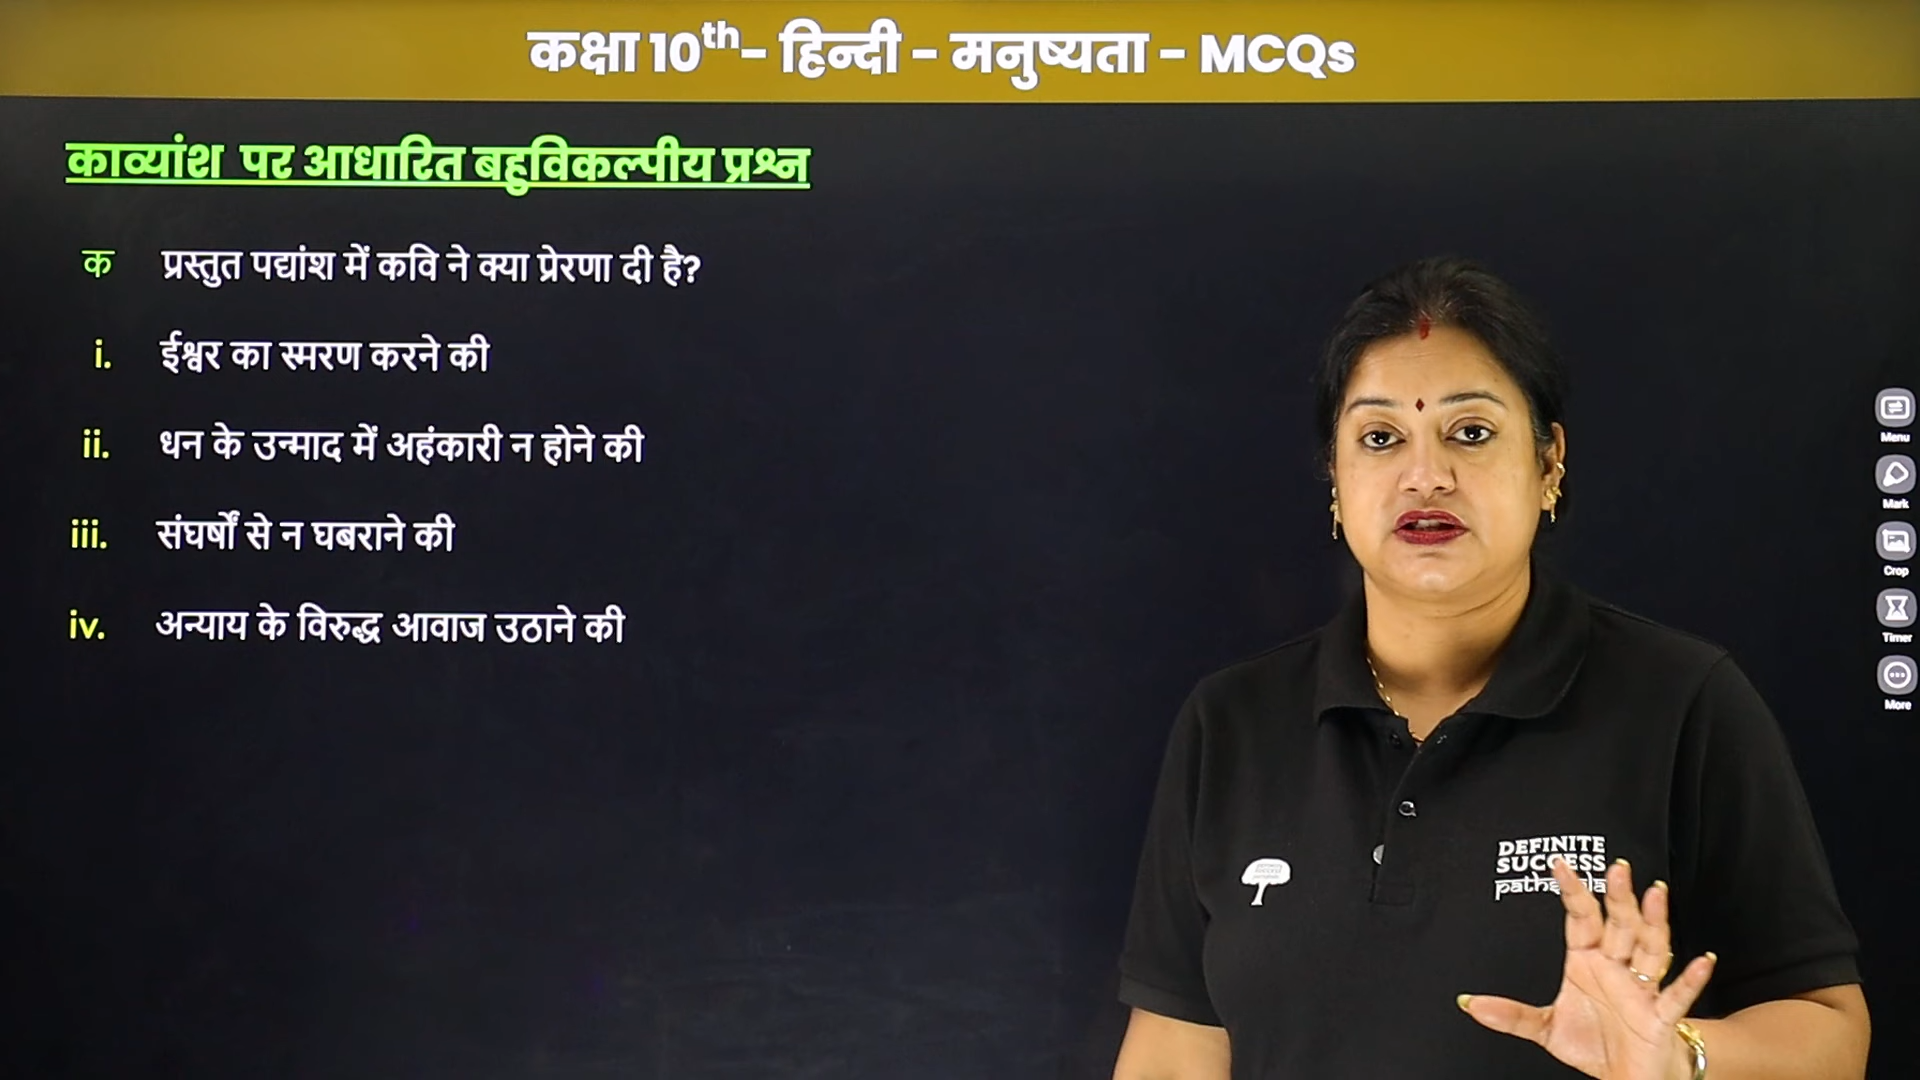 कक्षा 10th- हिन्दी - मनुष्यता - MCQs
काव्यांश पर आधारित बहुविकल्पीय प्रश्न
क प्रस्तुत पद्यांश में कवि ने क्या प्रेरणा दी है?
i. ईश्वर का स्मरण करने की
ii. धन के उन्माद में अहंकारी न होने की
iii. संघर्षों से न घबराने की
iv. अन्याय के विरुद्ध आवाज उठाने की
Menu
Mark
Crop
Timer
More
DEFINITE
SUCCESS